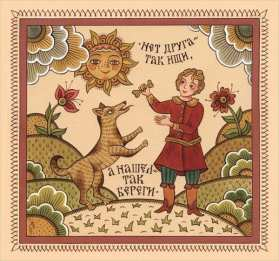 НЕТ ДРУГА-
ТАК ИЩИ,
А НАШЁЛ-
ТАК
БЕРЕГИ.